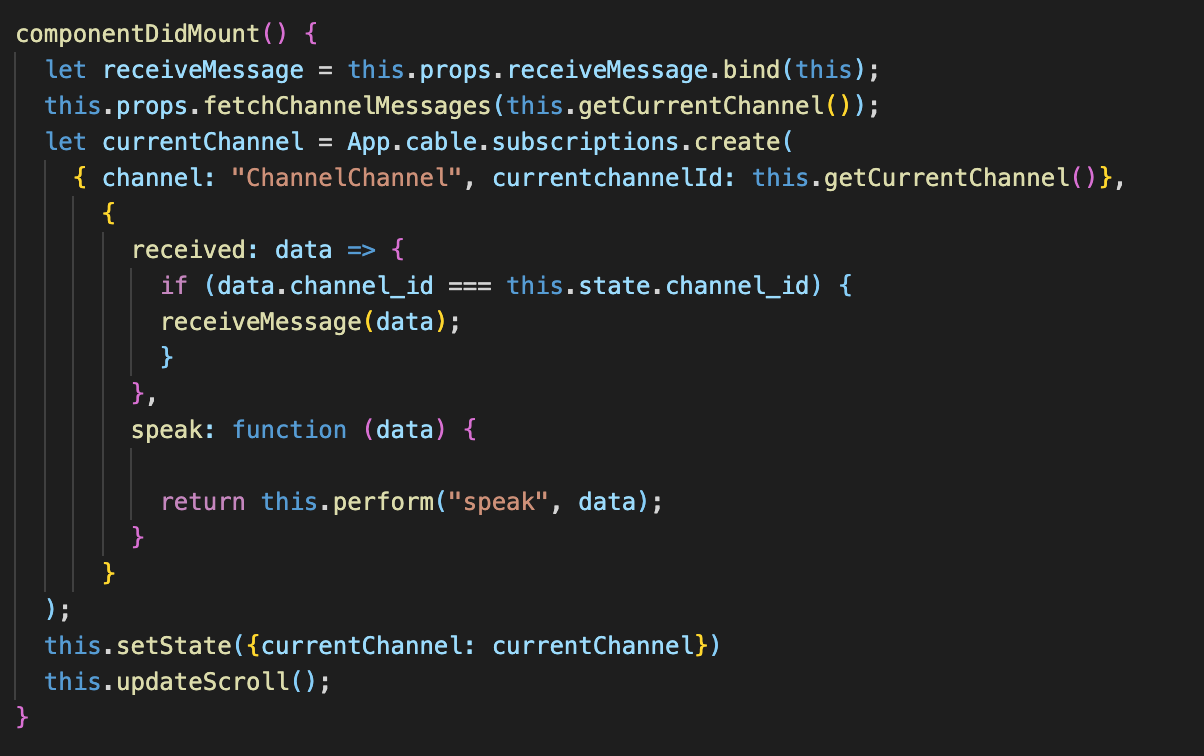 componentDidMount() {
let receiveMessage = this.props.receiveMessage.bind(this);
this.props.fetchChannelMessages(this.getCurrentChannel());
let currentChannel = App.cable.subscriptions.create(
{ channel: "ChannelChannel", currentchannelId: this.getCurrentChannel()},
{
received: data => {
if (data.channel_id === this.state.channel_id) {
receiveMessage(data);
}
},
speak: function (data) {
return this.perform("speak", data);
}
}
);
this.setState({currentChannel: currentChannel})
this.updateScroll();
}